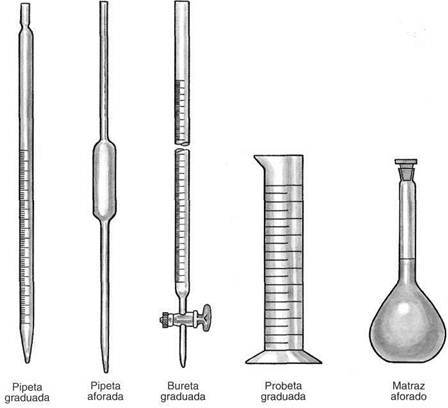 Pipeta
graduada
Pipeta
aforada
Bureta
graduada
Probeta
graduada
Matraz
aforado